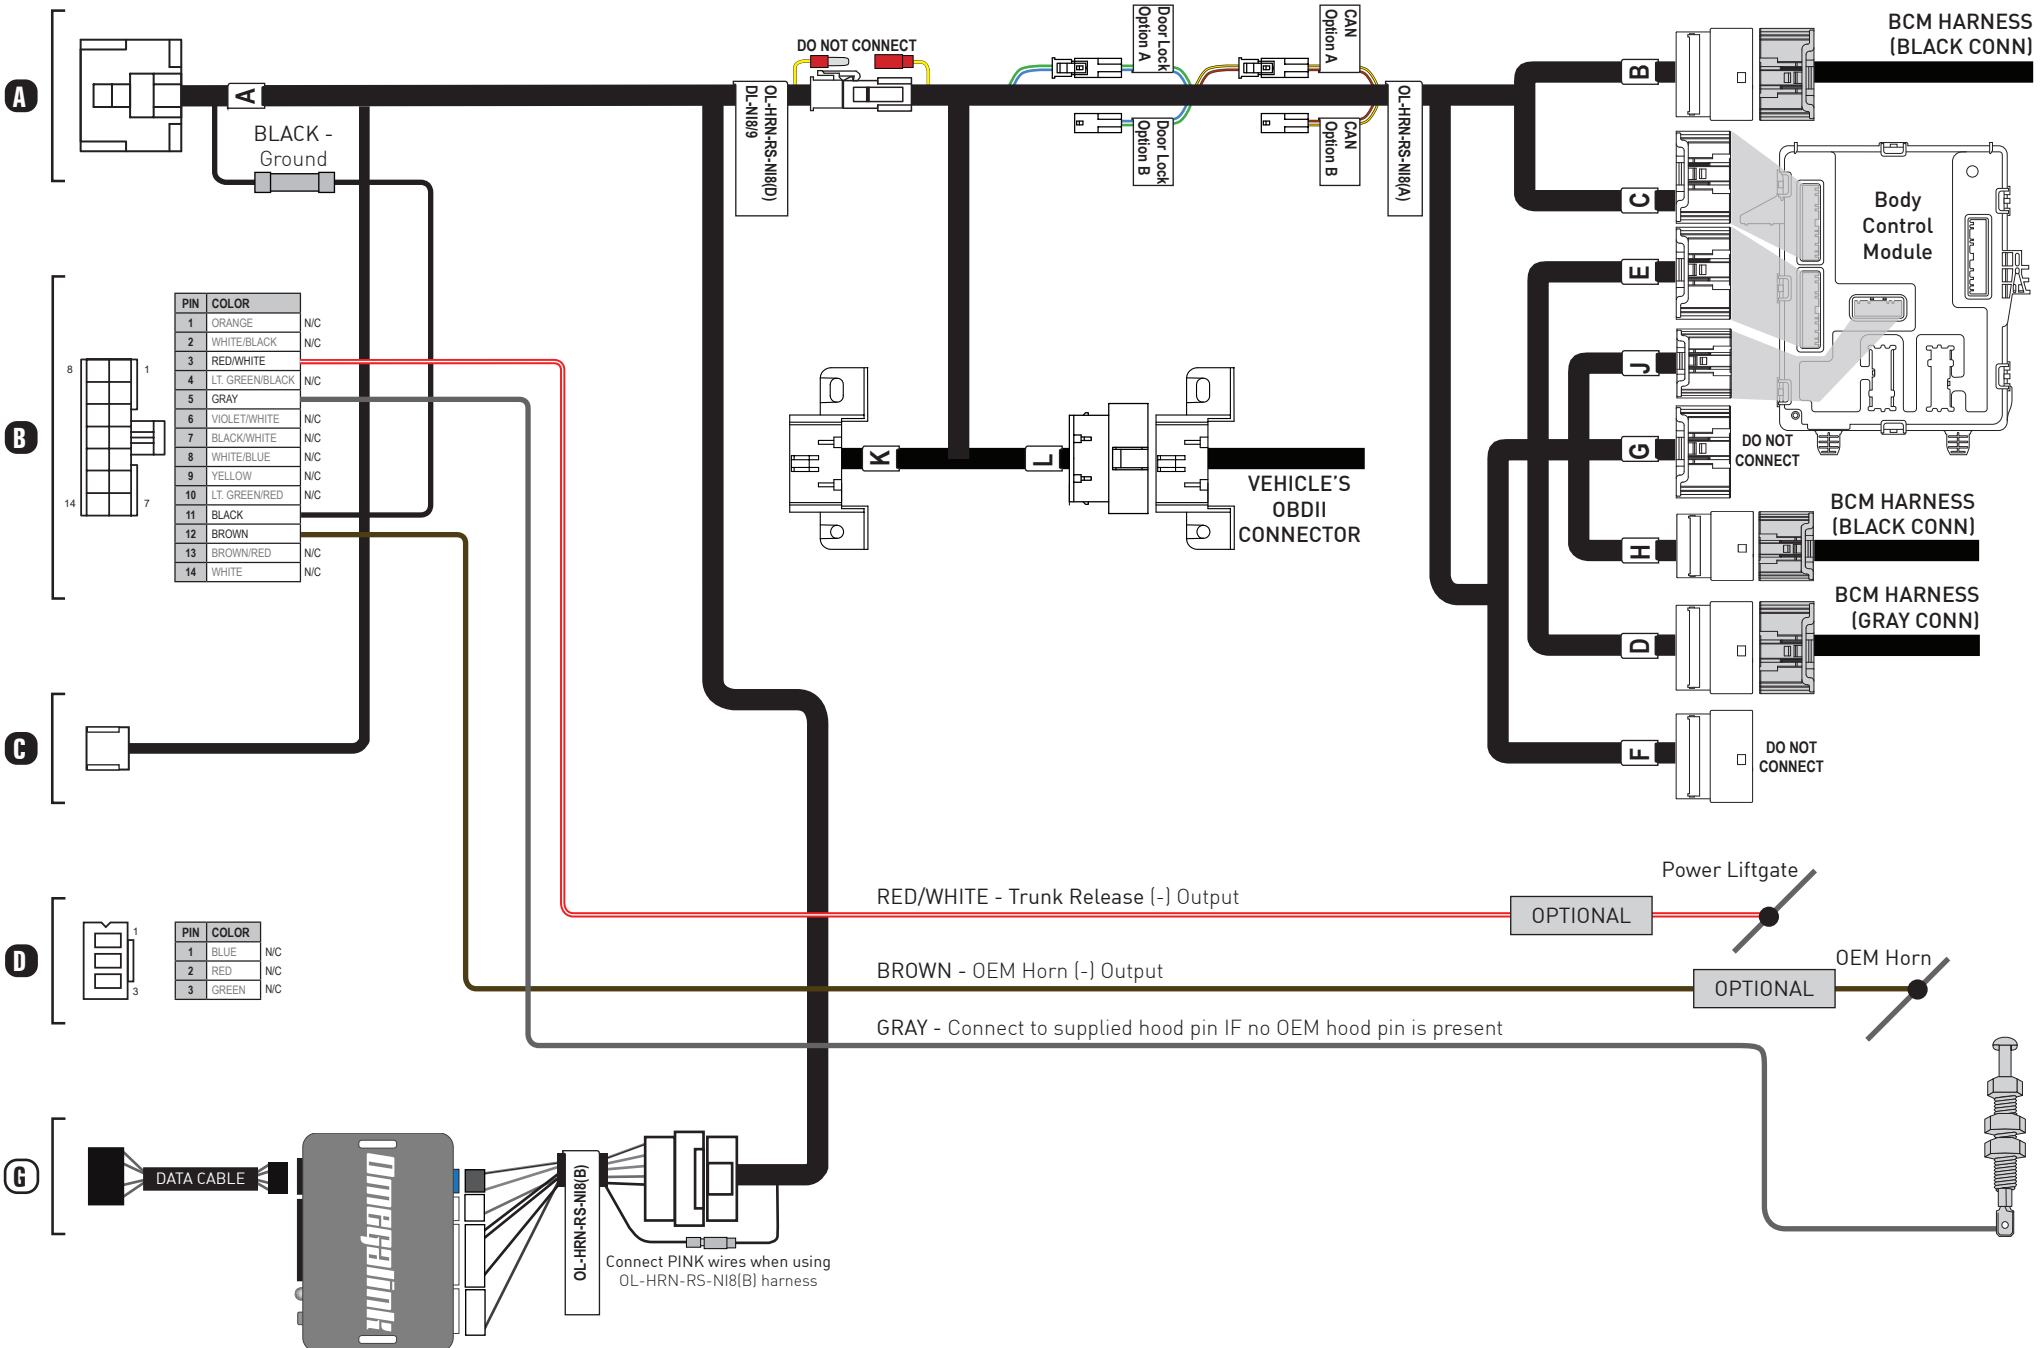 A
A
BLACK -
Ground
DO NOT CONNECT
OL-HRN-RS-NI8(D)
DL-NI8/9
Door Lock
Option A
Door Lock
Option B
CAN
Option A
CAN
Option B
OL-HRN-RS-NI8(A)
B
BCM HARNESS
(BLACK CONN)
C
Body
Control
Module
E
J
G
DO NOT
CONNECT
H
BCM HARNESS
(BLACK CONN)
D
BCM HARNESS
(GRAY CONN)
F
DO NOT
CONNECT
K
L
VEHICLE'S
OBDII
CONNECTOR
B
8 1
14 7
PIN COLOR
1 ORANGE N/C
2 WHITE/BLACK N/C
3 RED/WHITE
4 LT. GREEN/BLACK N/C
5 GRAY
6 VIOLET/WHITE N/C
7 BLACK/WHITE N/C
8 WHITE/BLUE N/C
9 YELLOW N/C
10 LT. GREEN/RED N/C
11 BLACK
12 BROWN
13 BROWN/RED N/C
14 WHITE N/C
C
D
1
3
PIN COLOR
1 BLUE N/C
2 RED N/C
3 GREEN N/C
RED/WHITE - Trunk Release (-) Output
OPTIONAL
Power Liftgate
BROWN - OEM Horn (-) Output
OPTIONAL
OEM Horn
GRAY - Connect to supplied hood pin IF no OEM hood pin is present
G
DATA CABLE
Omegalink
OL-HRN-RS-NI8(B)
Connect PINK wires when using
OL-HRN-RS-NI8(B) harness